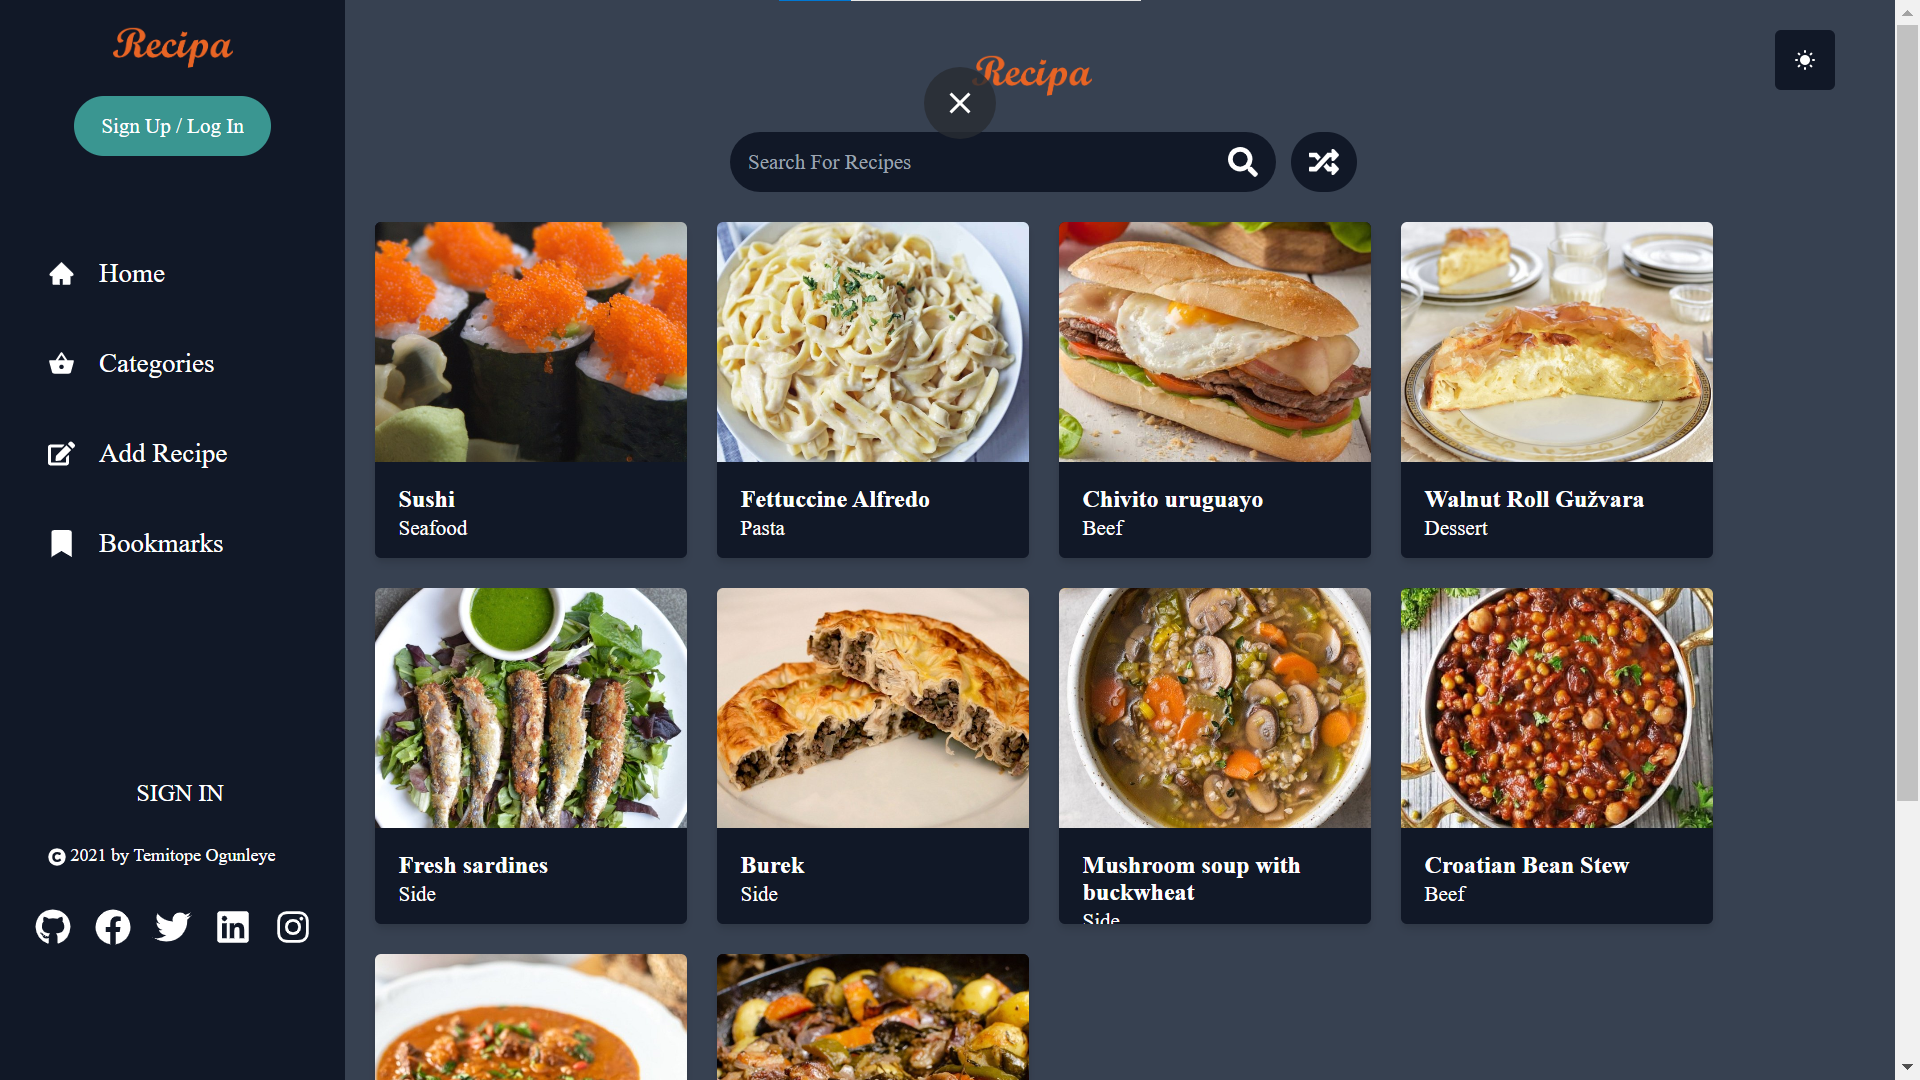 Recipa
Sign Up / Log In
Home
Categories
Add Recipe
Bookmarks
SIGN IN
© 2021 by Temitope Ogunleye
Recipa
Search For Recipes
Sushi
Seafood
Fettuccine Alfredo
Pasta
Chivito uruguayo
Beef
Walnut Roll Gužvara
Dessert
Fresh sardines
Side
Burek
Side
Mushroom soup with
buckwheat
Side
Croatian Bean Stew
Beef